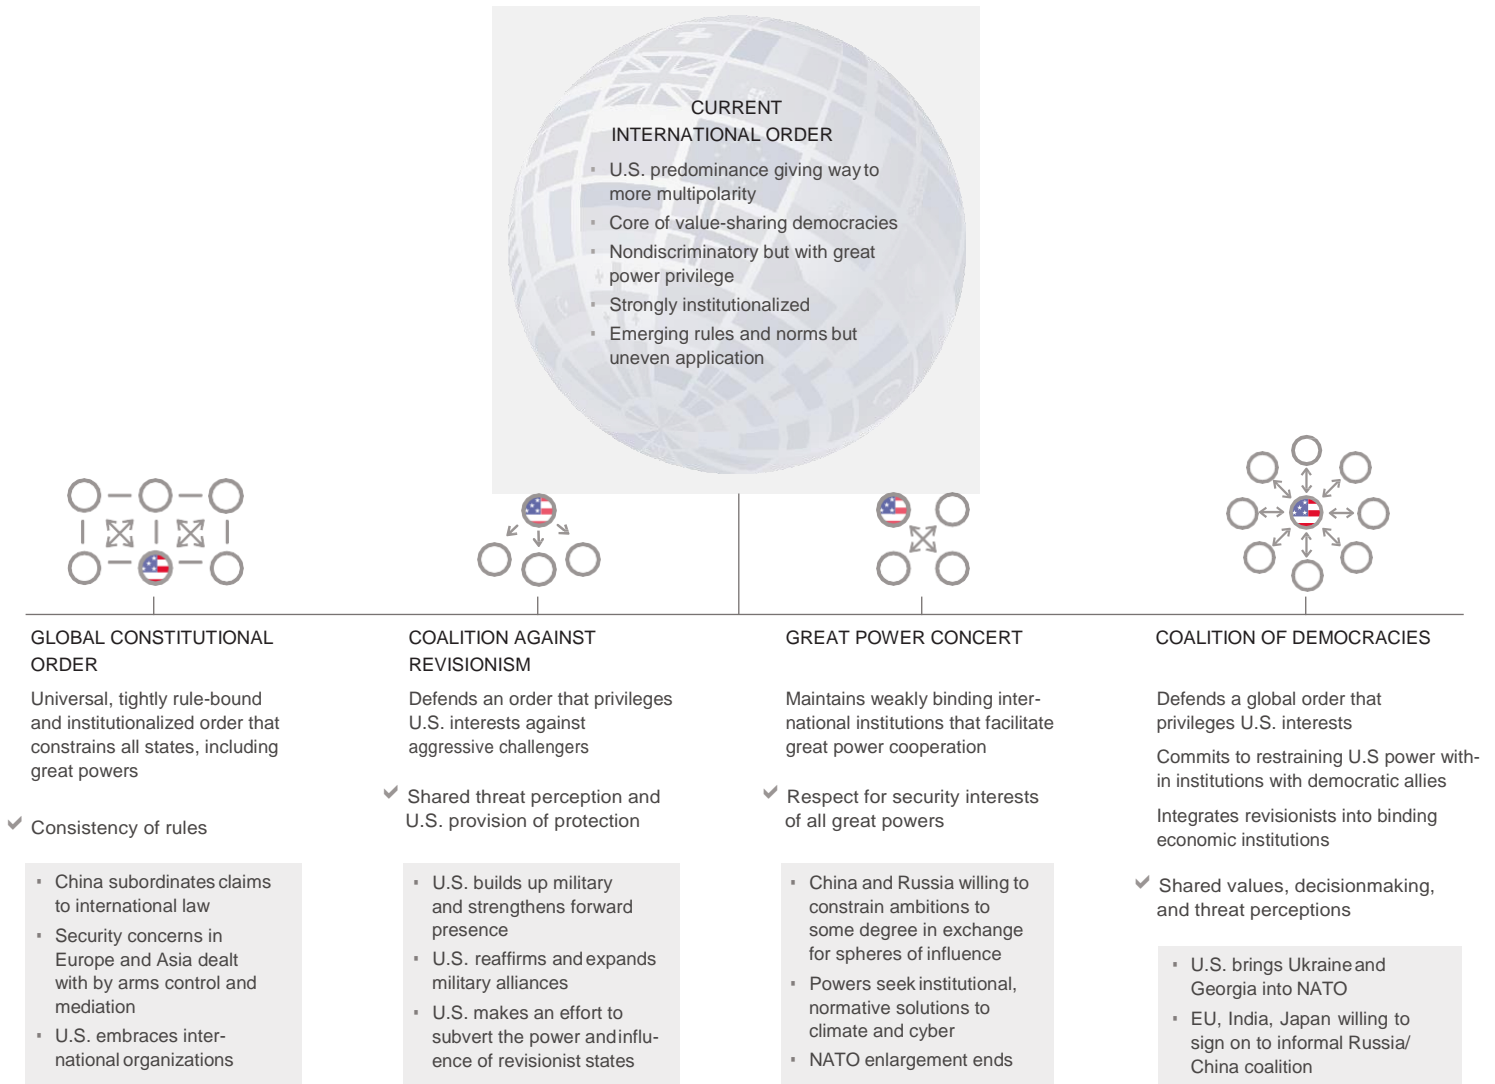 CURRENT
INTERNATIONAL ORDER
▪ U.S. predominance giving way to
more multipolarity
▪ Core of value-sharing democracies
▪ Nondiscriminatory but with great
power privilege
▪ Strongly institutionalized
▪ Emerging rules and norms but
uneven application
GLOBAL CONSTITUTIONAL
ORDER
Universal, tightly rule-bound
and institutionalized order that
constrains all states, including
great powers
Consistency of rules
▪ China subordinates claims
to international law
▪ Security concerns in
Europe and Asia dealt
with by arms control and
mediation
▪ U.S. embraces inter-
national organizations
COALITION AGAINST
REVISIONISM
Defends an order that privileges
U.S. interests against
aggressive challengers
Shared threat perception and
U.S. provision of protection
▪ U.S. builds up military
and strengthens forward
presence
▪ U.S. reaffirms and expands
military alliances
▪ U.S. makes an effort to
subvert the power and influ-
ence of revisionist states
GREAT POWER CONCERT
Maintains weakly binding inter-
national institutions that facilitate
great power cooperation
Respect for security interests
of all great powers
▪ China and Russia willing to
constrain ambitions to
some degree in exchange
for spheres of influence
▪ Powers seek institutional,
normative solutions to
climate and cyber
▪ NATO enlargement ends
COALITION OF DEMOCRACIES
Defends a global order that
privileges U.S. interests
Commits to restraining U.S power with-
in institutions with democratic allies
Integrates revisionists into binding
economic institutions
Shared values, decisionmaking,
and threat perceptions
▪ U.S. brings Ukraine and
Georgia into NATO
▪ EU, India, Japan willing to
sign on to informal Russia/
China coalition